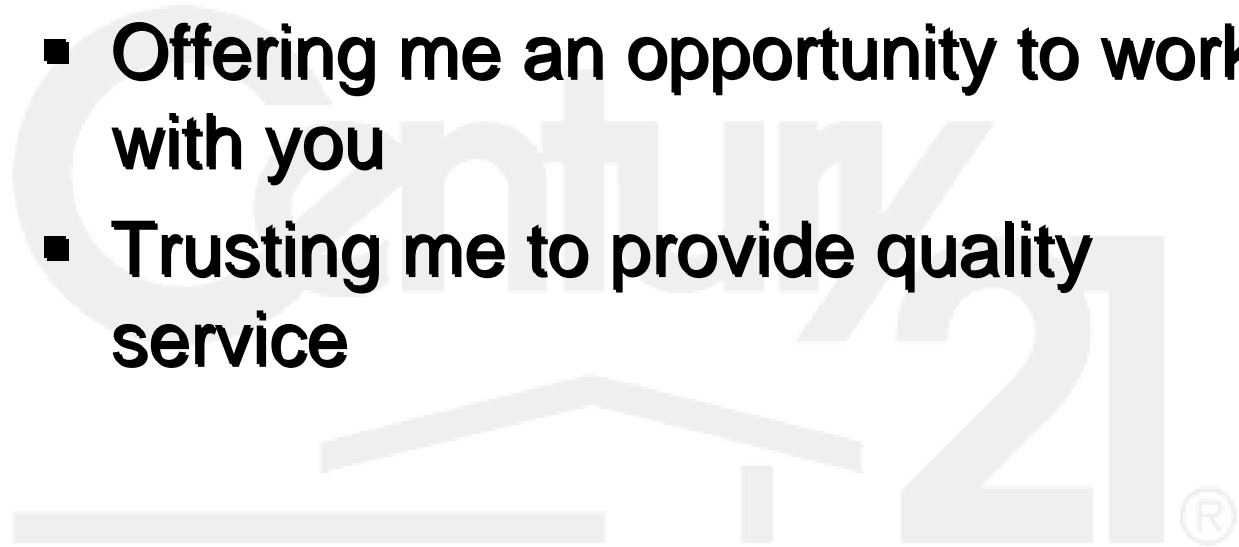 ▪ Offering me an opportunity to work
with you
▪ Trusting me to provide quality
service
Century 21 ®